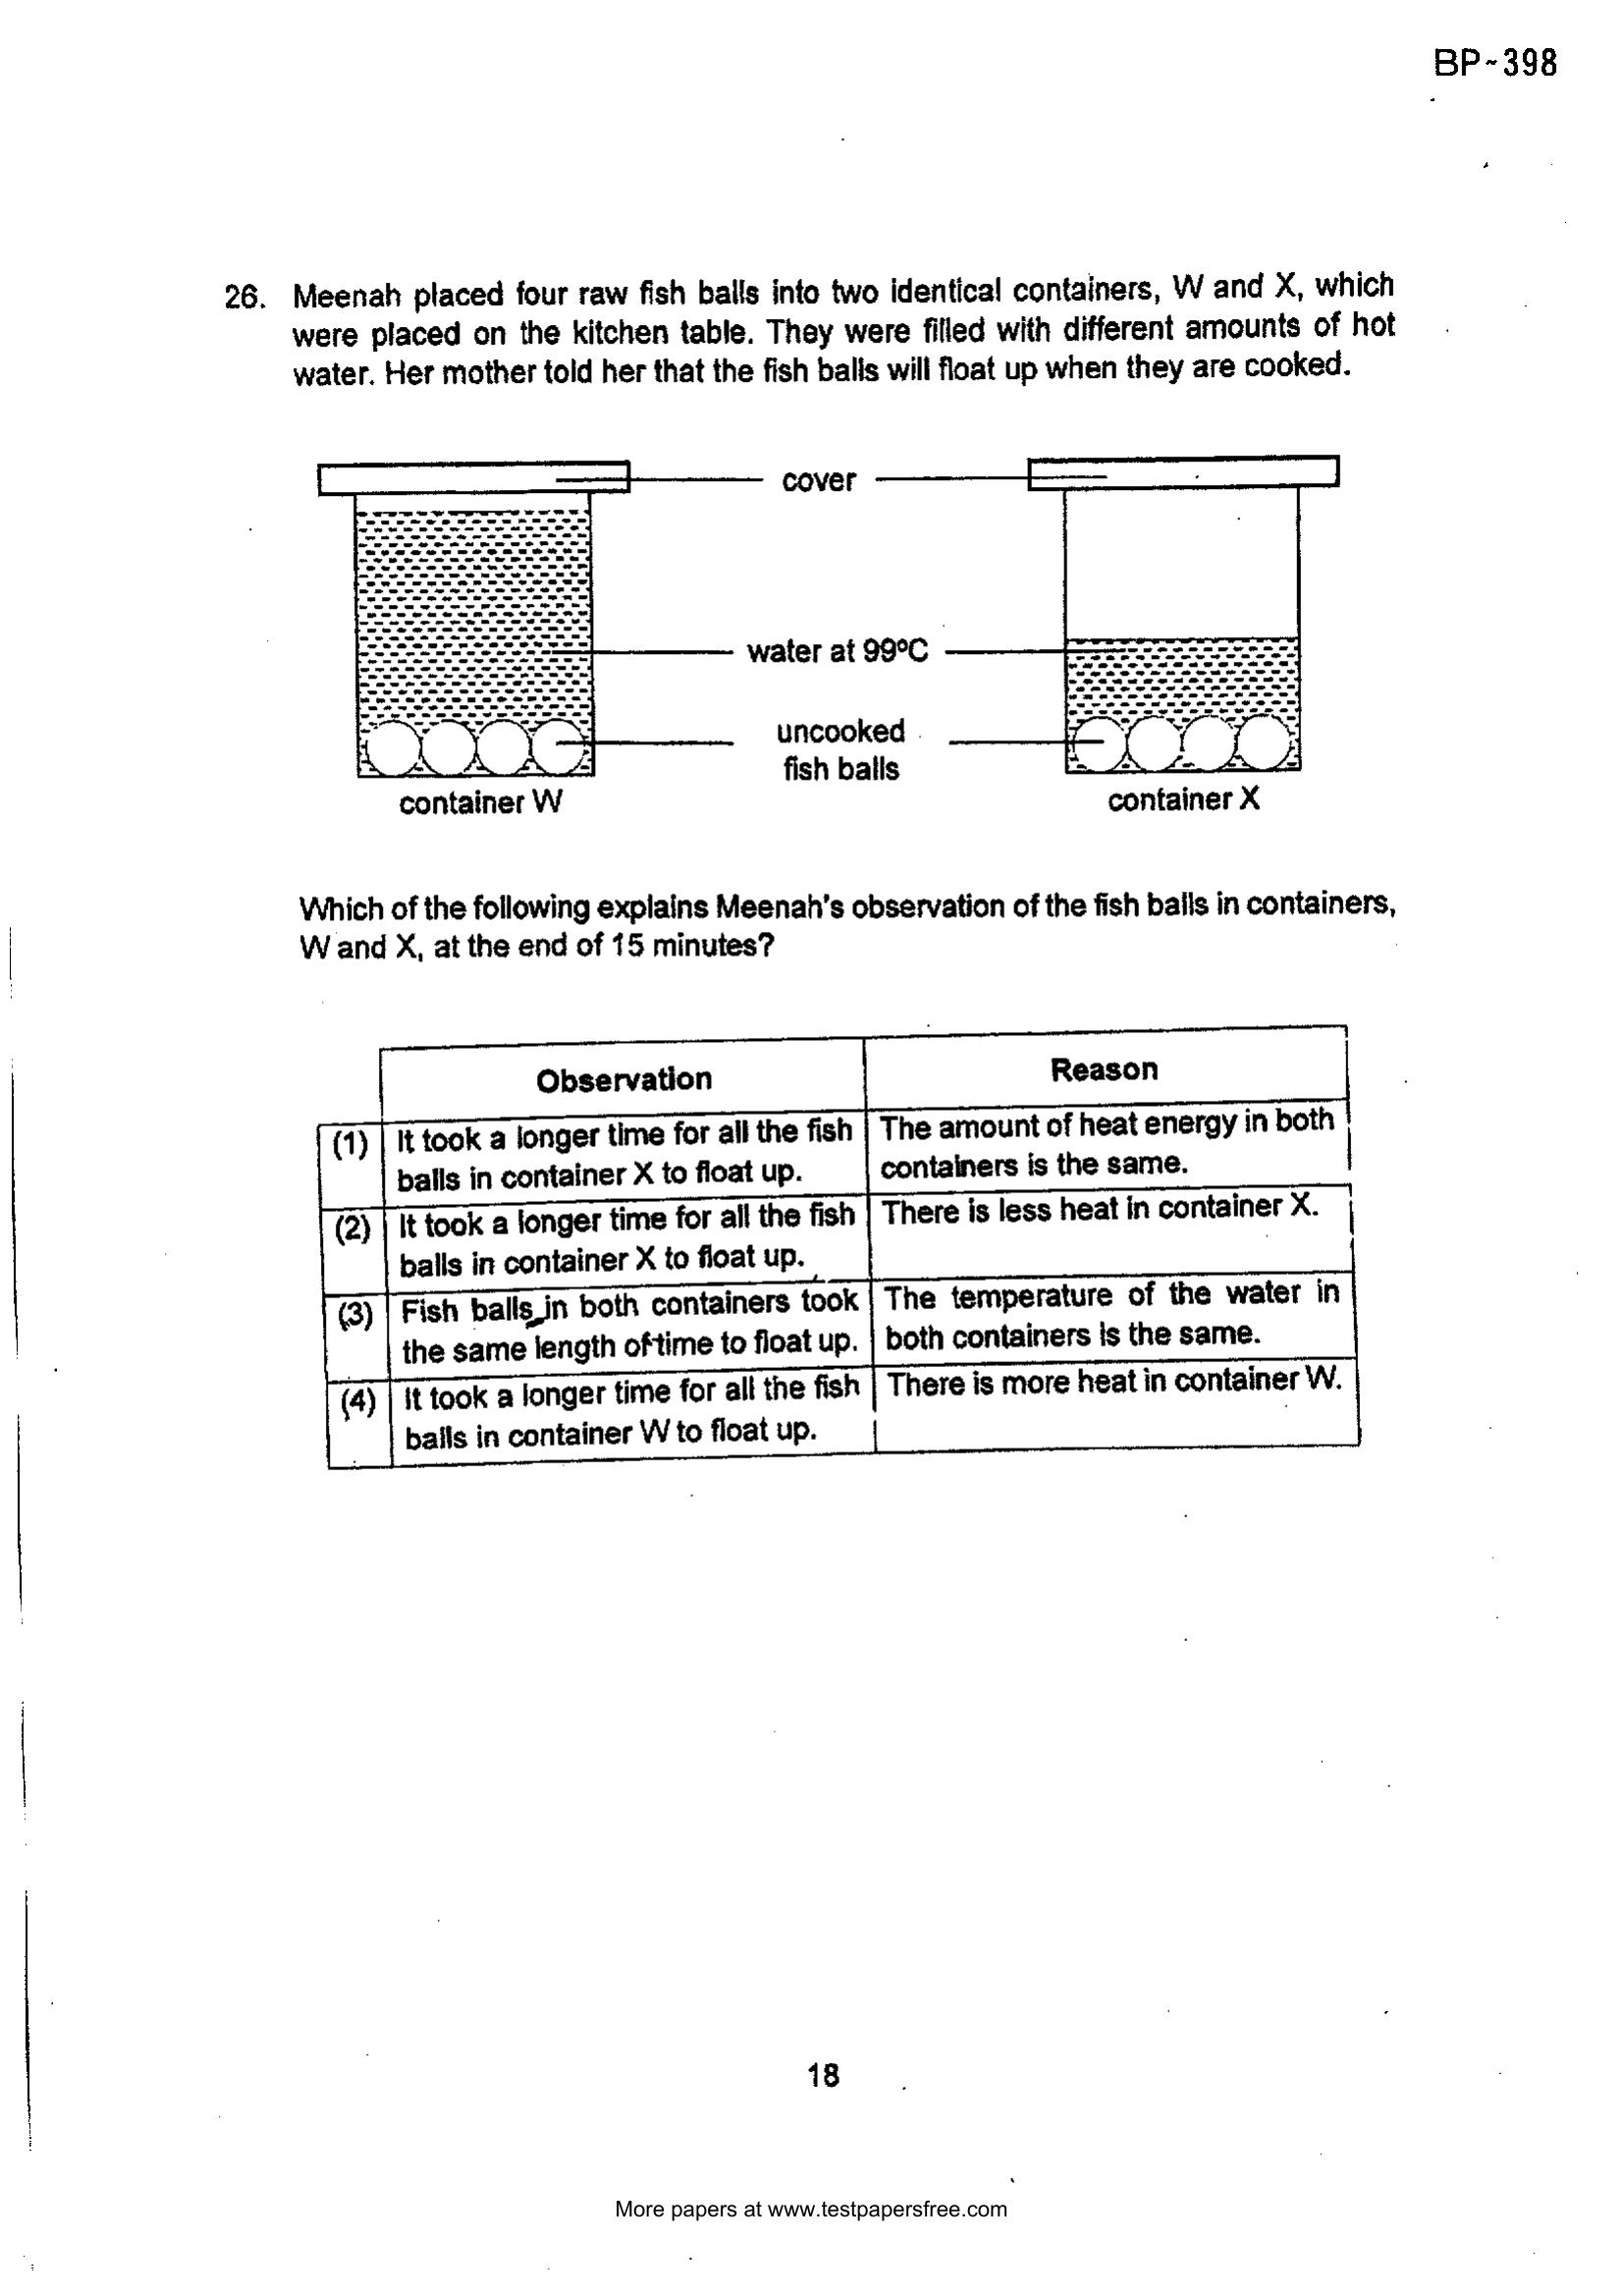 BP~398
26. Meenah placed four raw fish balls into two identical containers, W and X, which
were placed on the kitchen table. They were filled with different amounts of hot
water. Her mother told her that the fish balls will float up when they are cooked.
cover
water at 99°C
uncooked
fish balls
container W
container X
Which of the following explains Meenah's observation of the fish balls in containers,
W and X, at the end of 15 minutes?
Observation
Reason
(1) It took a longer time for all the fish The amount of heat energy in both
balls in container X to float up. containers is the same.
(2) It took a longer time for all the fish There is less heat in container X.
balls in container X to float up.
(3) Fish balls in both containers took The temperature of the water in
the same length of time to float up. both containers is the same.
(4) It took a longer time for all the fish There is more heat in container W.
balls in container W to float up.
18
More papers at www.testpapersfree.com